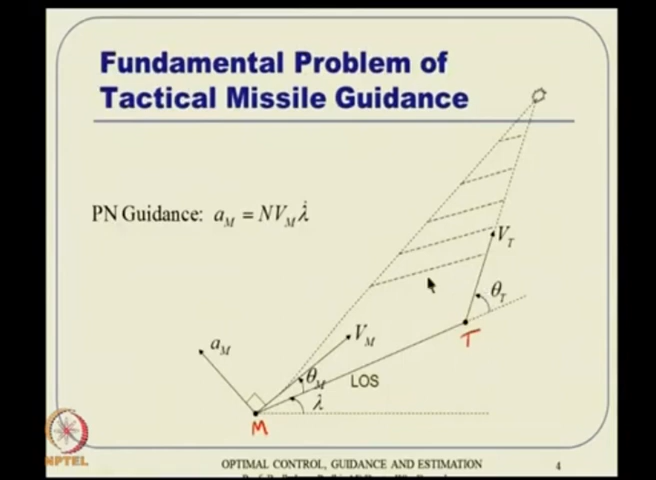 Fundamental Problem of
Tactical Missile Guidance
PN Guidance: a_M = NV_M λ̇
V_T
θ_T
T
a_M
V_M
θ_M
LOS
λ
M
NPTEL
OPTIMAL CONTROL, GUIDANCE AND ESTIMATION
4